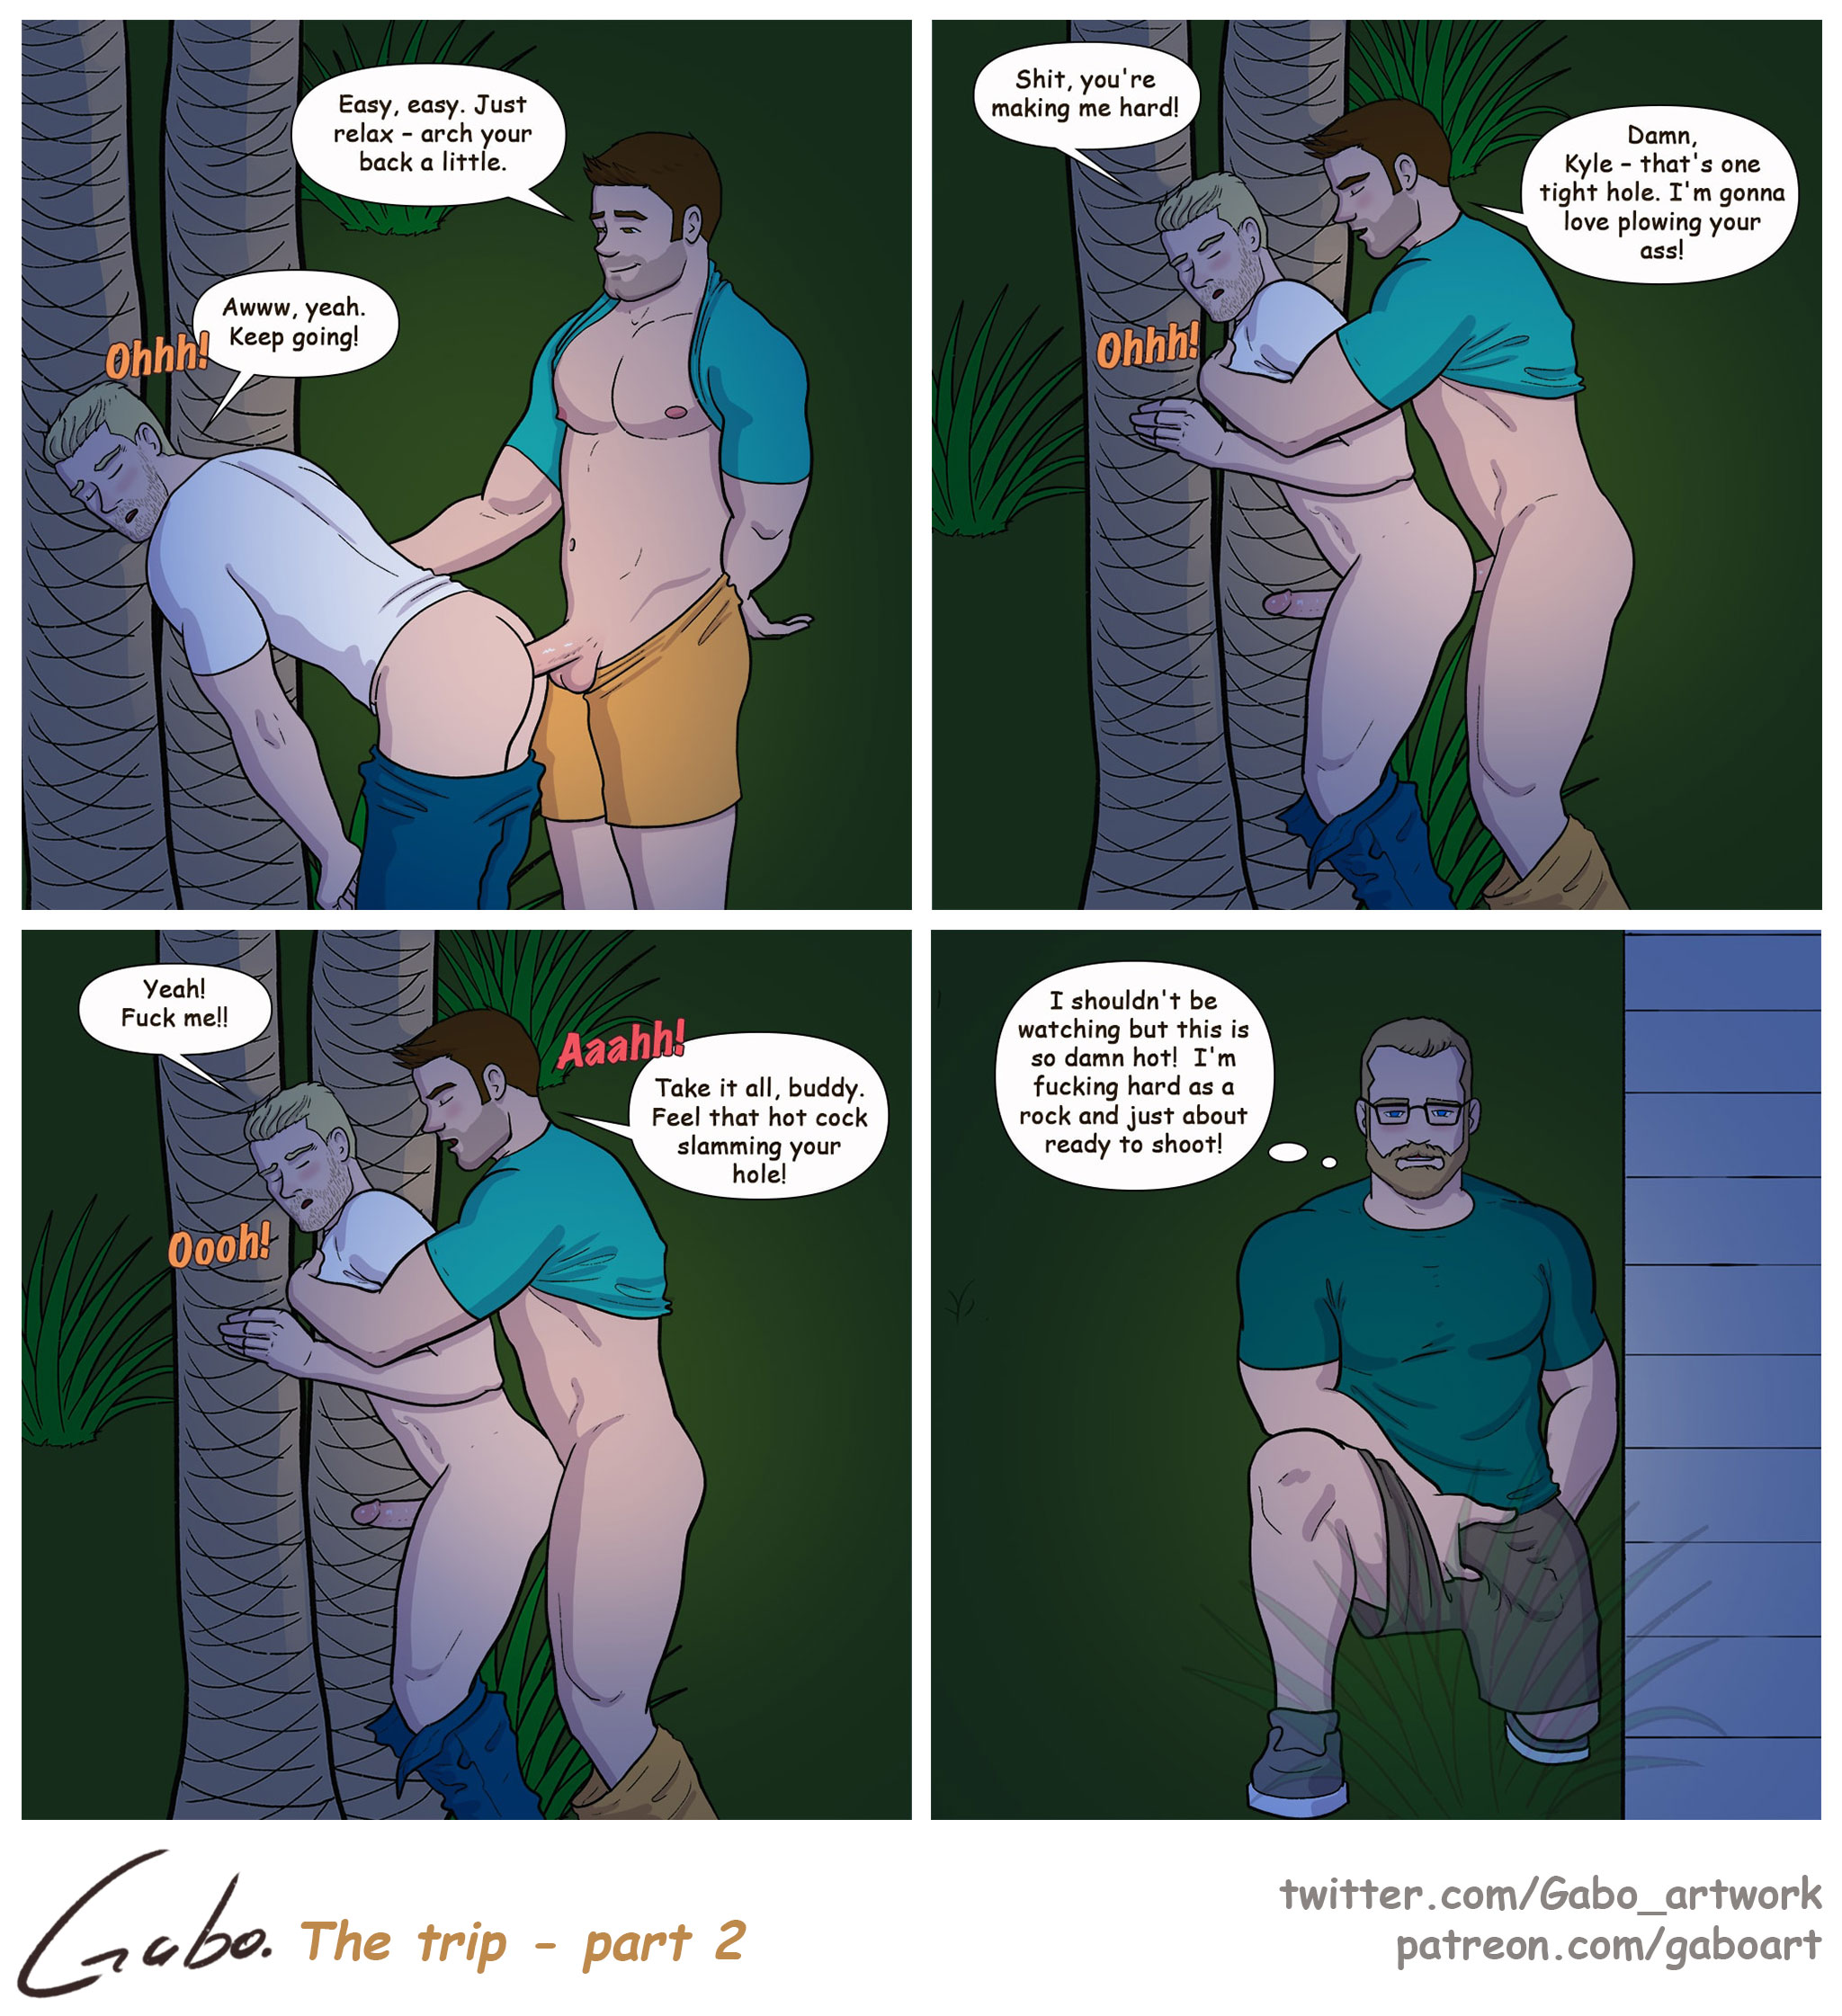 Easy, easy. Just
relax – arch your
back a little.
Awww, yeah.
Keep going!
Ohhh!
Shit, you're
making me hard!
Damn,
Kyle – that's one
tight hole. I'm gonna
love plowing your
ass!
Ohhh!
Yeah!
Fuck me!!
Aaahh!
Take it all, buddy.
Feel that hot cock
slamming your
hole!
Oooh!
I shouldn't be
watching but this is
so damn hot! I'm
fucking hard as a
rock and just about
ready to shoot!
Gabo. The trip - part 2
twitter.com/Gabo_artwork
patreon.com/gaboart